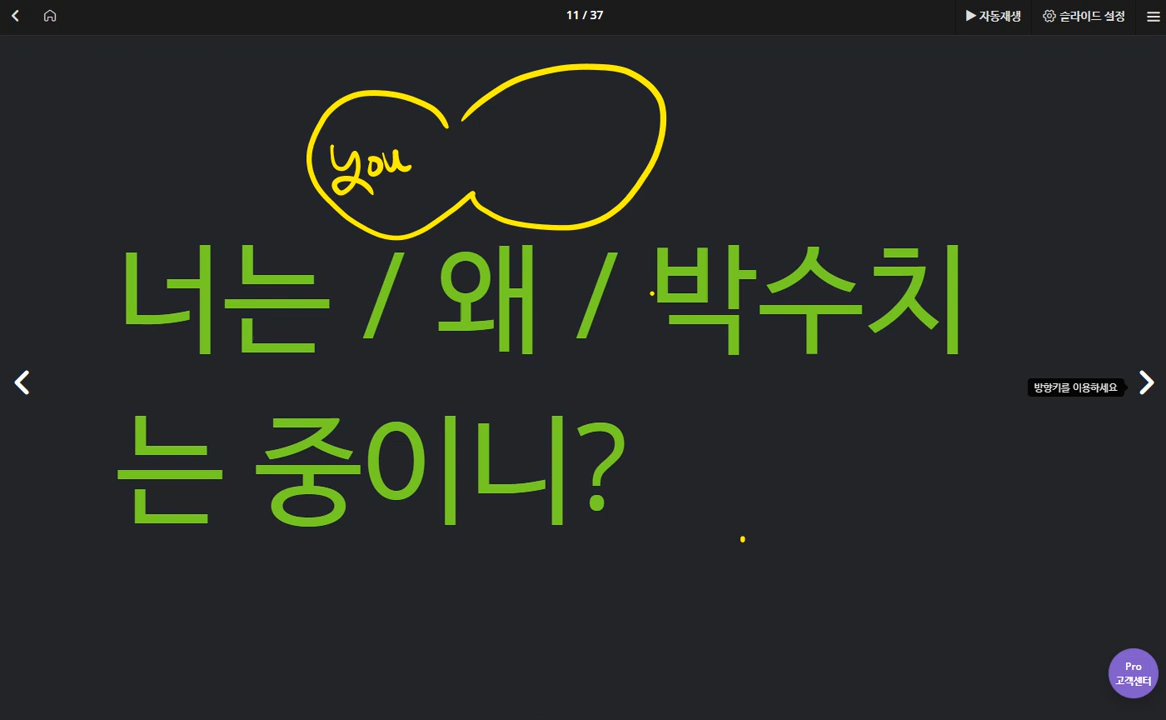 11 / 37
자동재생
슬라이드 설정
you
너는 / 왜 / 박수치
는 중이니?
방향키를 이용하세요
Pro
고객센터